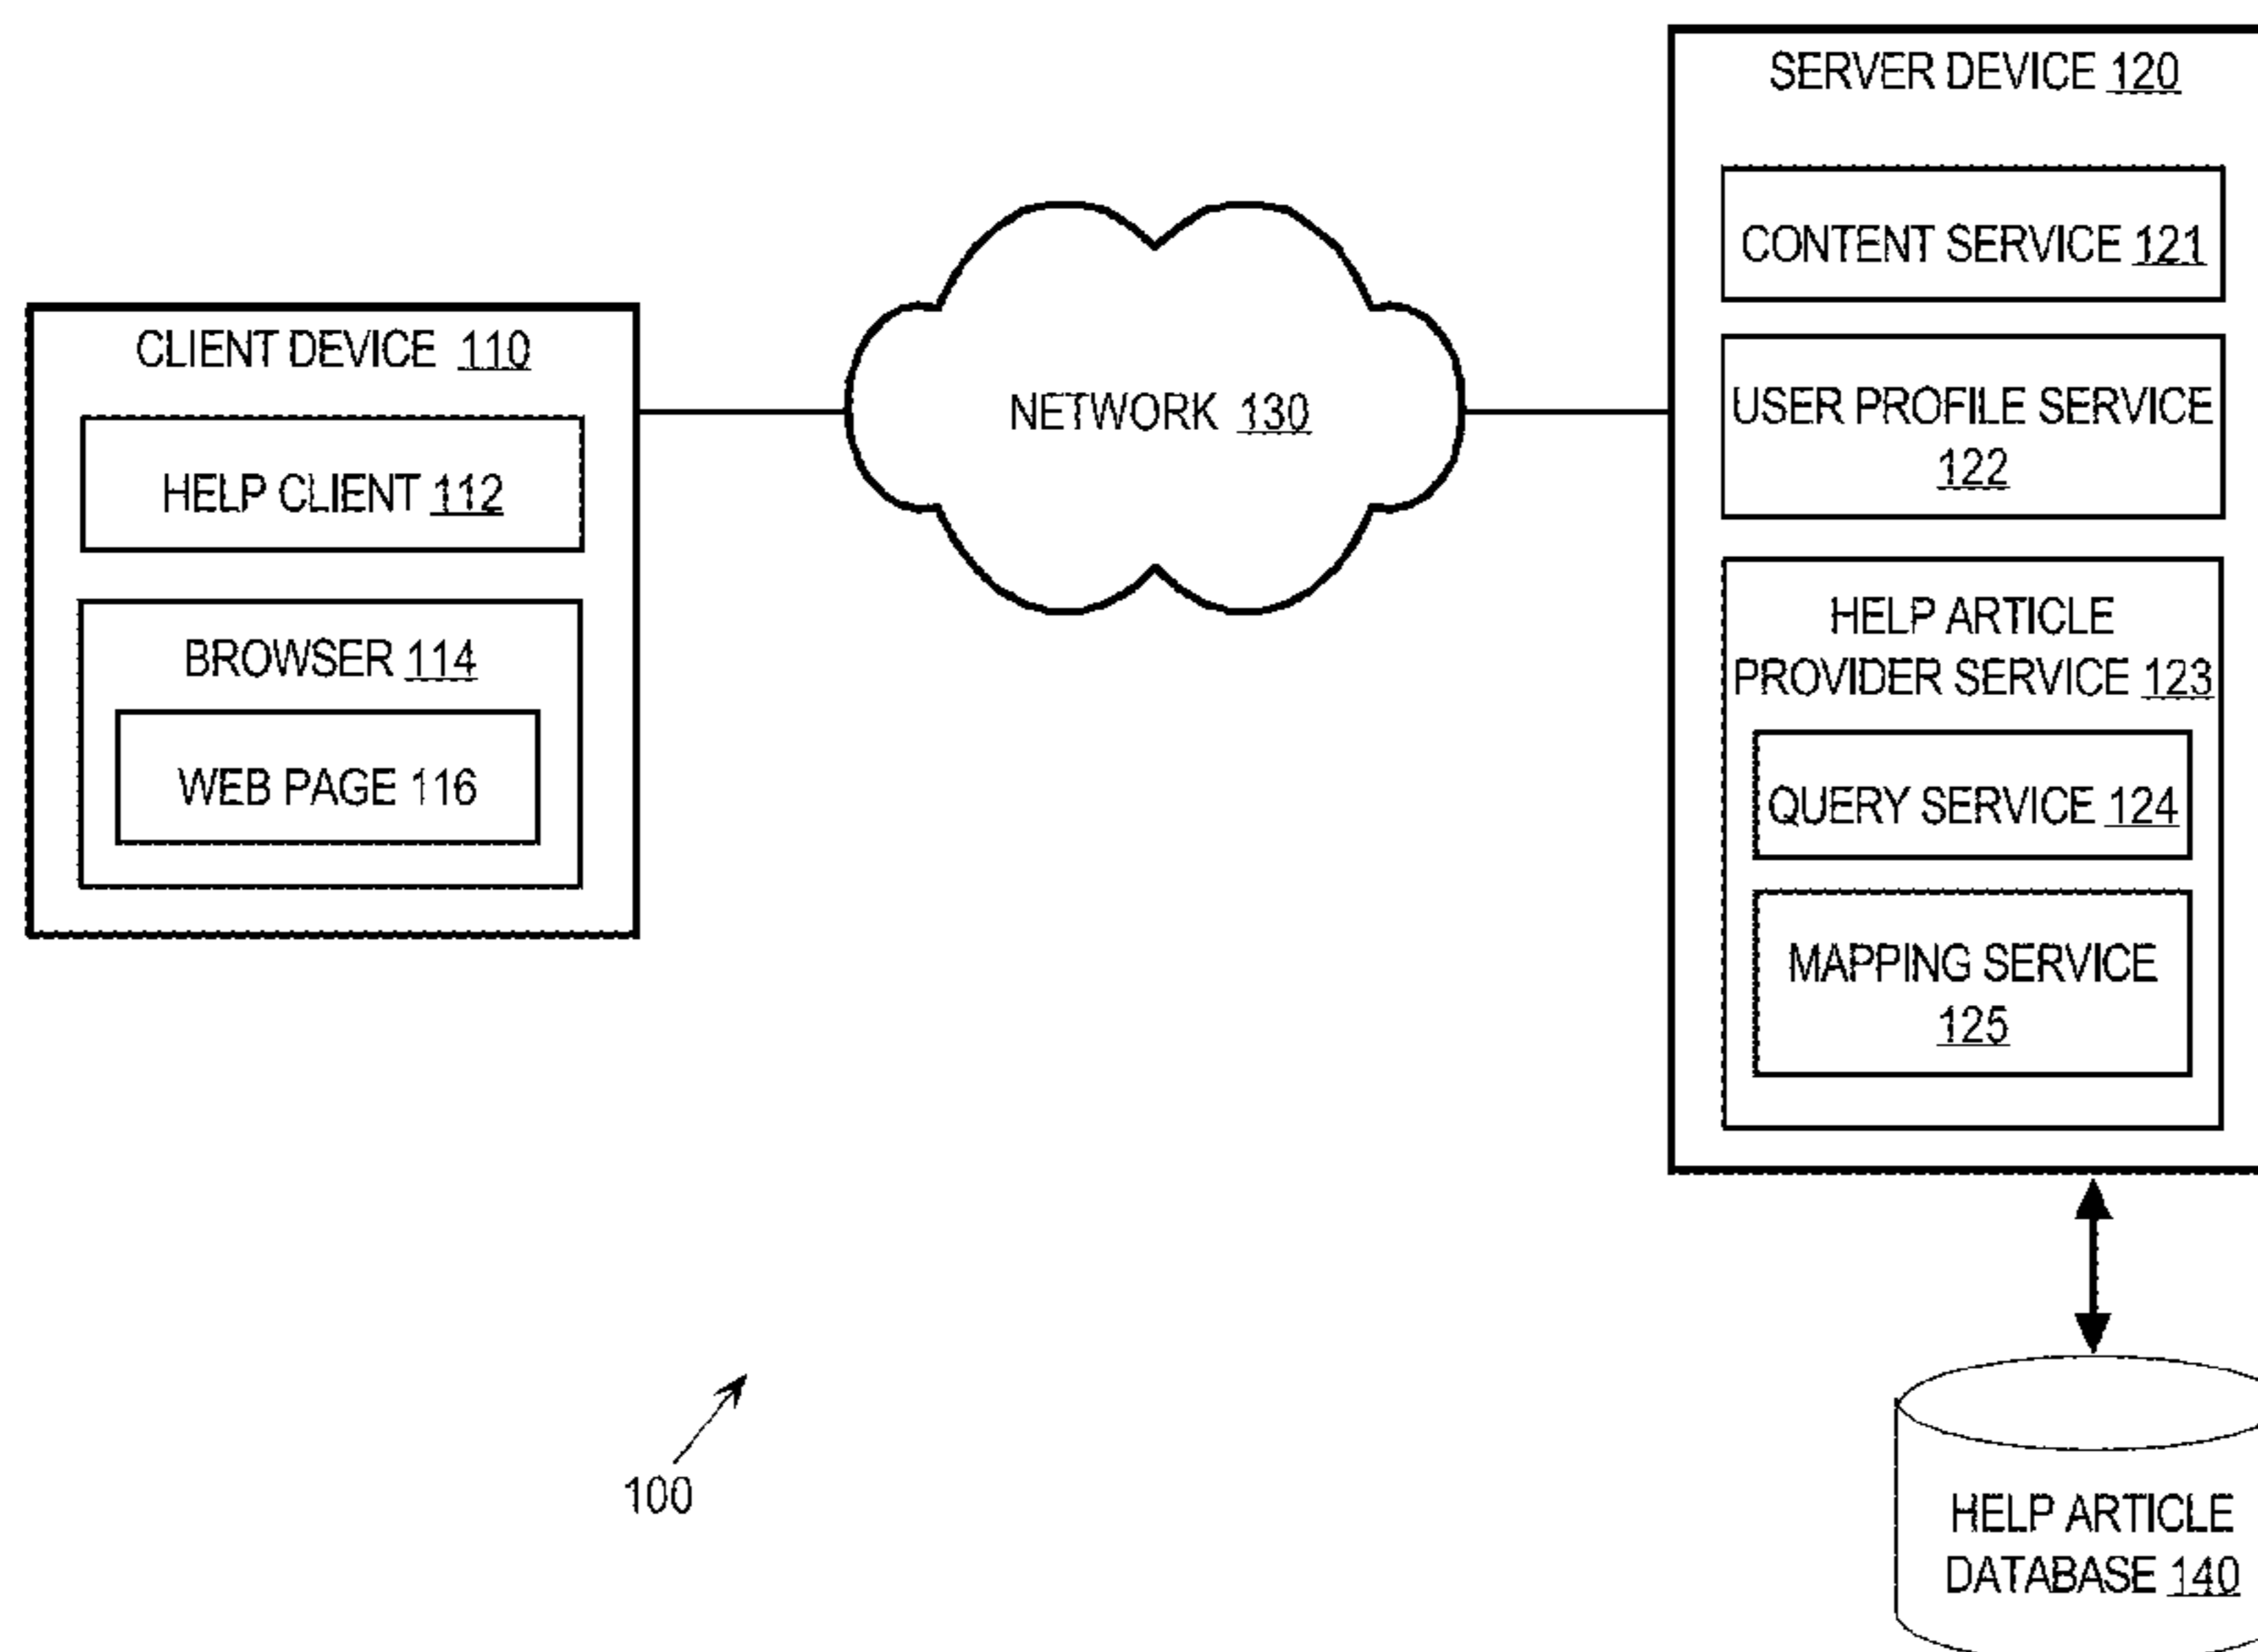 SERVER DEVICE 120
CONTENT SERVICE 121
USER PROFILE SERVICE
122
HELP ARTICLE
PROVIDER SERVICE 123
QUERY SERVICE 124
MAPPING SERVICE
125
CLIENT DEVICE 110
HELP CLIENT 112
BROWSER 114
WEB PAGE 116
NETWORK 130
100
HELP ARTICLE
DATABASE 140